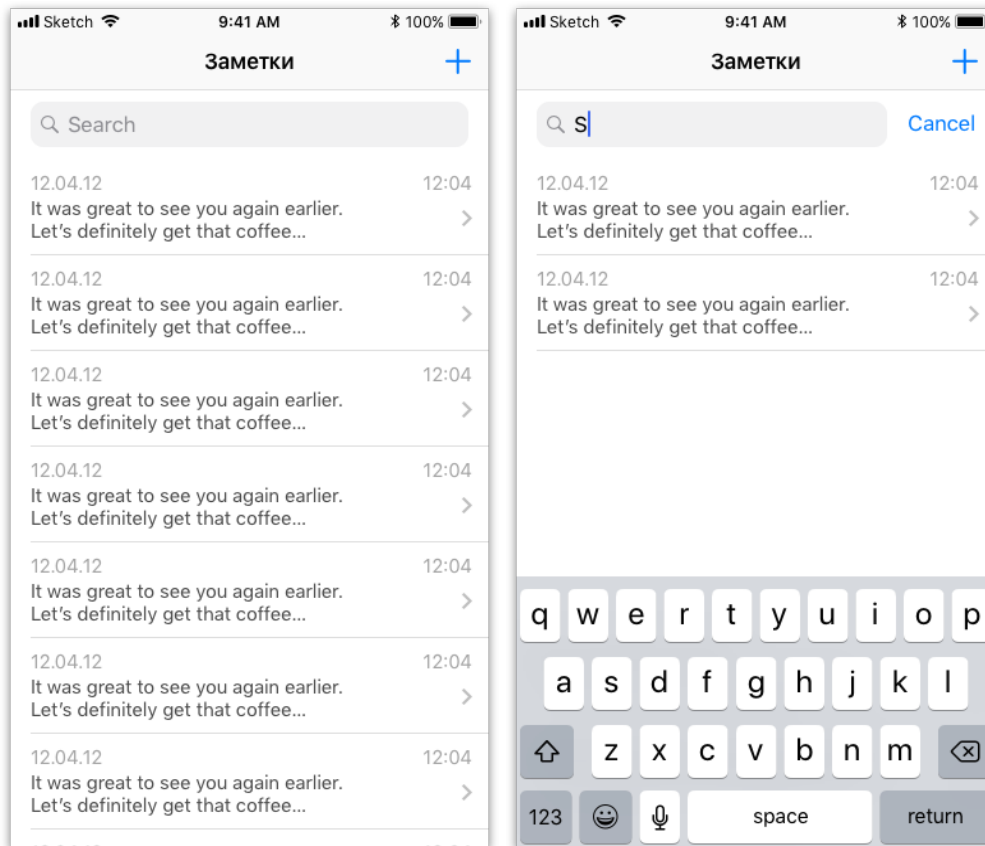 Sketch 9:41 AM 100%
Заметки
Search
12.04.12 12:04
It was great to see you again earlier.
Let's definitely get that coffee...
12.04.12 12:04
It was great to see you again earlier.
Let's definitely get that coffee...
12.04.12 12:04
It was great to see you again earlier.
Let's definitely get that coffee...
12.04.12 12:04
It was great to see you again earlier.
Let's definitely get that coffee...
12.04.12 12:04
It was great to see you again earlier.
Let's definitely get that coffee...
12.04.12 12:04
It was great to see you again earlier.
Let's definitely get that coffee...
12.04.12 12:04
It was great to see you again earlier.
Let's definitely get that coffee...
Sketch 9:41 AM 100%
Заметки
S Cancel
12.04.12 12:04
It was great to see you again earlier.
Let's definitely get that coffee...
12.04.12 12:04
It was great to see you again earlier.
Let's definitely get that coffee...
q w e r t y u i o p
a s d f g h j k l
z x c v b n m
123 space return